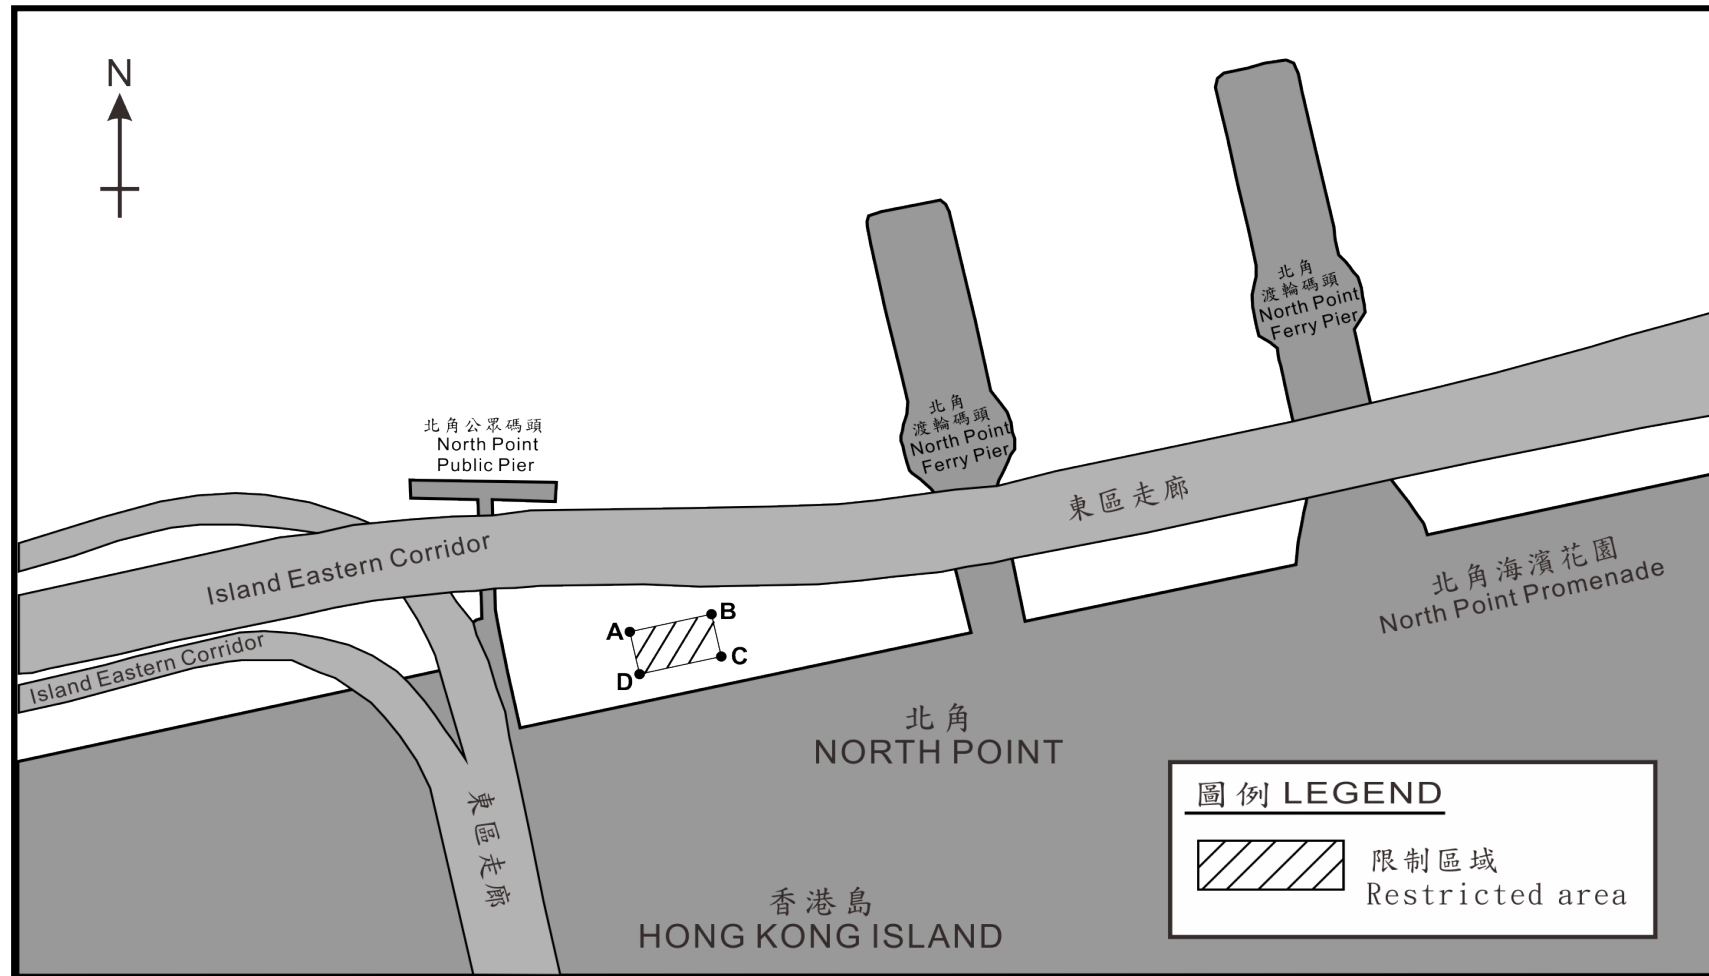 N
北角
渡輪碼頭
North Point
Ferry Pier
北角
渡輪碼頭
North Point
Ferry Pier
北角公眾碼頭
North Point
Public Pier
東區走廊
Island Eastern Corridor
北角海濱花園
North Point Promenade
A
B
C
D
Island Eastern Corridor
北角
NORTH POINT
東區走廊
香港島
HONG KONG ISLAND
圖例 LEGEND
限制區域
Restricted area